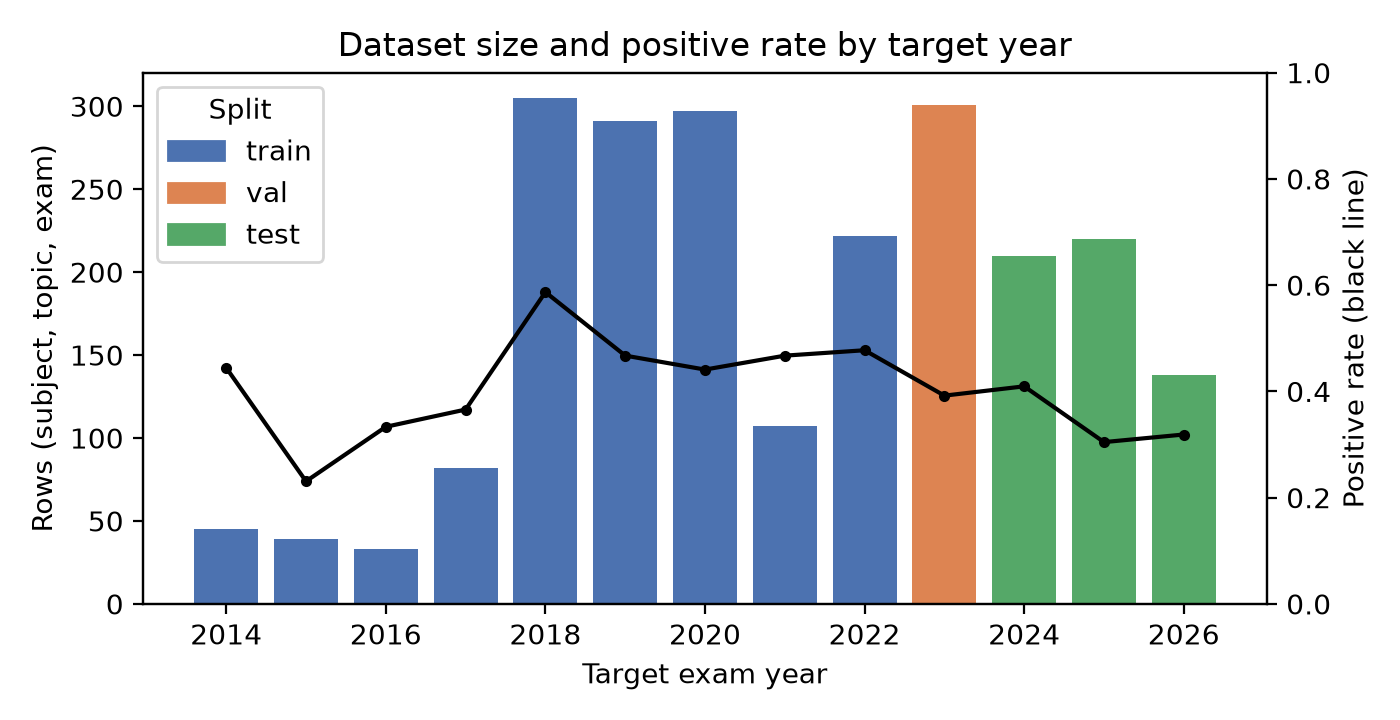 Dataset size and positive rate by target year
Rows (subject, topic, exam)
300
250
200
150
100
50
0
Split
train
val
test
1.0
0.8
0.6
0.4
0.2
0.0
Positive rate (black line)
2014 2016 2018 2020 2022 2024 2026
Target exam year